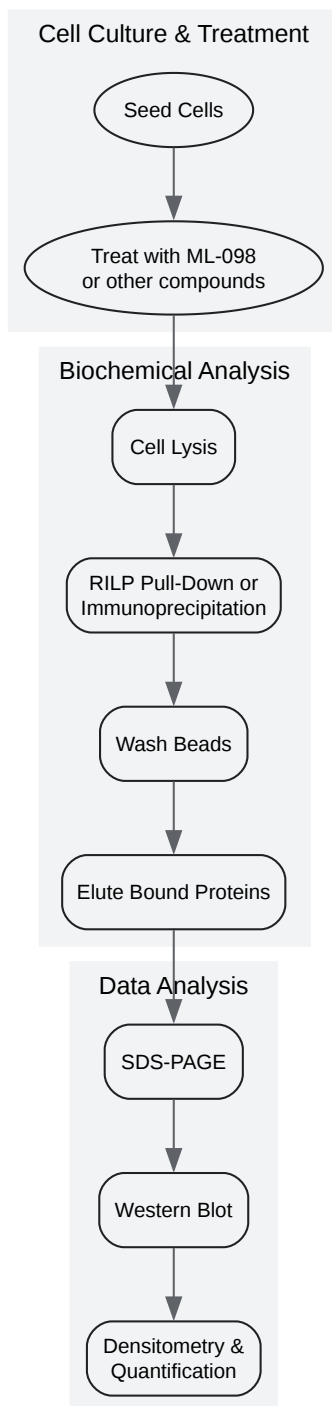 Cell Culture & Treatment
Seed Cells
Treat with ML-098
or other compounds
Biochemical Analysis
Cell Lysis
RILP Pull-Down or
Immunoprecipitation
Wash Beads
Elute Bound Proteins
Data Analysis
SDS-PAGE
Western Blot
Densitometry &
Quantification